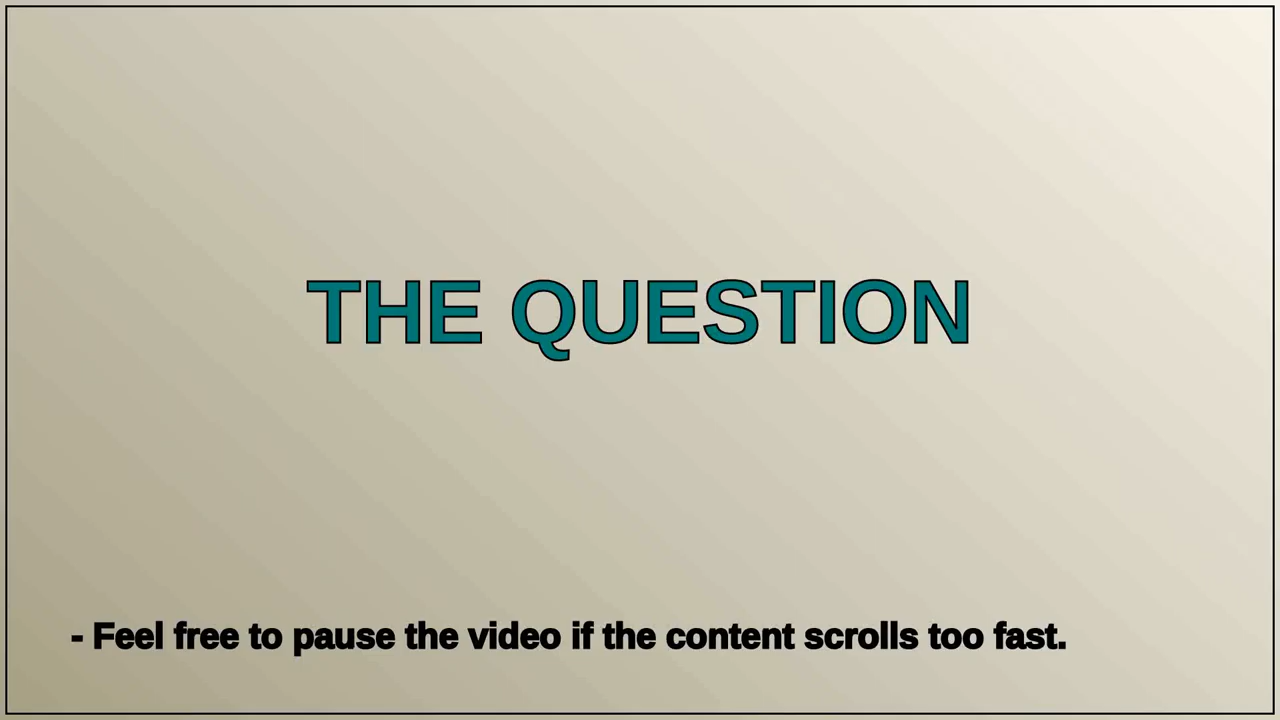 THE QUESTION
- Feel free to pause the video if the content scrolls too fast.